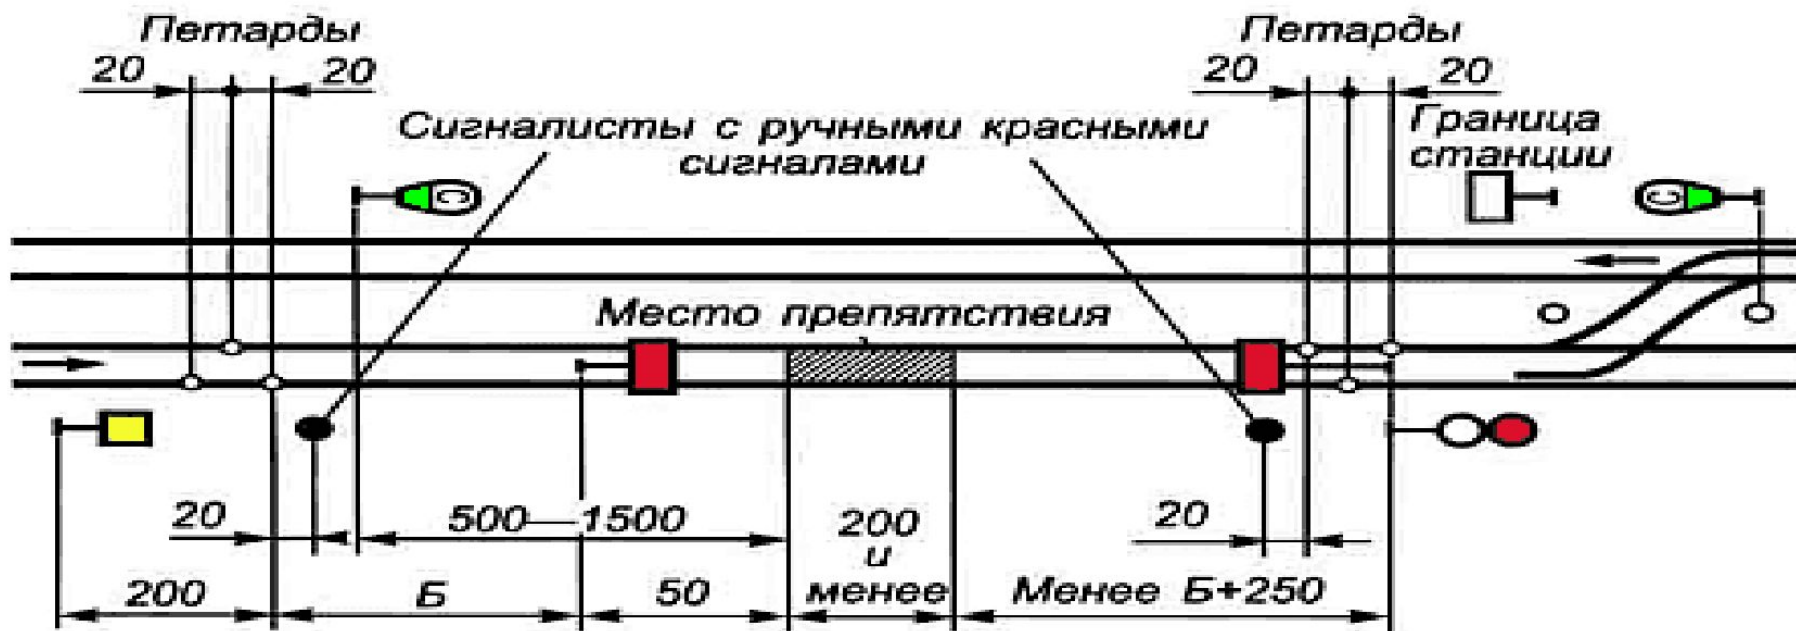 Петарды
Петарды
20
20
20
20
Сигналисты с ручными красными
сигналами
Граница
станции
С
С
Место препятствия
20
500—1500
200
и
менее
20
200
Б
50
Менее Б+250